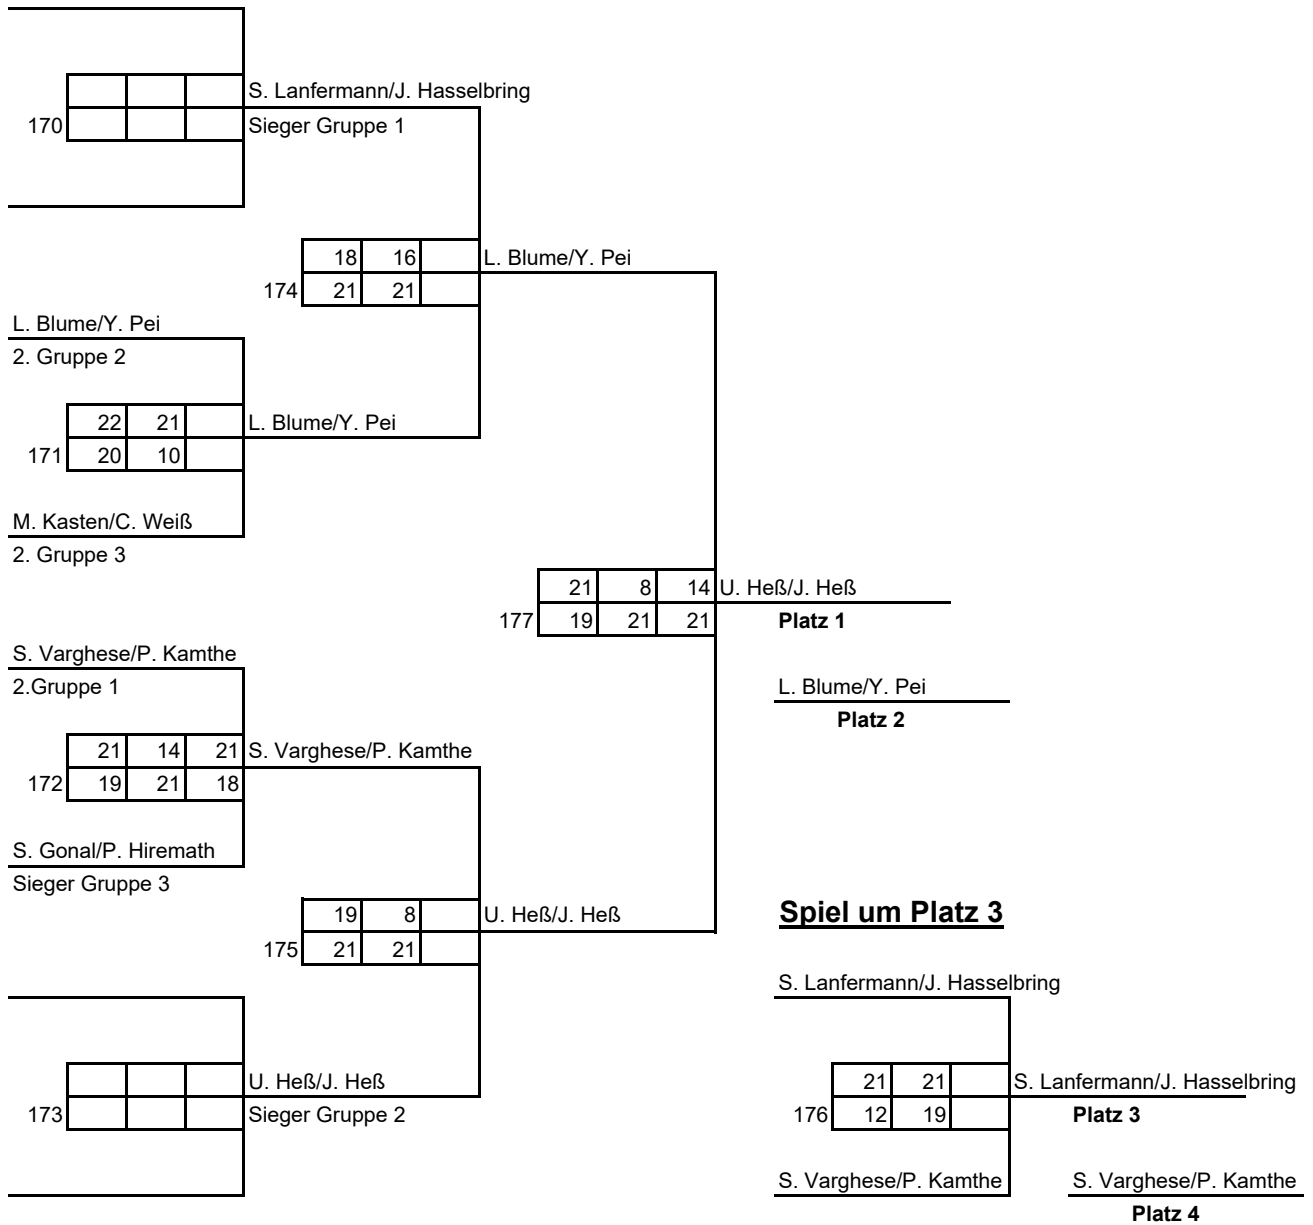 S. Lanfermann/J. Hasselbring
170 Sieger Gruppe 1
18 16 L. Blume/Y. Pei
174 21 21
L. Blume/Y. Pei
2. Gruppe 2
22 21 L. Blume/Y. Pei
171 20 10
M. Kasten/C. Weiß
2. Gruppe 3
21 8 14 U. Heß/J. Heß
177 19 21 21 Platz 1
S. Varghese/P. Kamthe
2.Gruppe 1
L. Blume/Y. Pei
Platz 2
21 14 21 S. Varghese/P. Kamthe
172 19 21 18
S. Gonal/P. Hiremath
Sieger Gruppe 3
19 8 U. Heß/J. Heß
175 21 21
Spiel um Platz 3
S. Lanfermann/J. Hasselbring
U. Heß/J. Heß
173 Sieger Gruppe 2
21 21 S. Lanfermann/J. Hasselbring
176 12 19 Platz 3
S. Varghese/P. Kamthe
S. Varghese/P. Kamthe
Platz 4